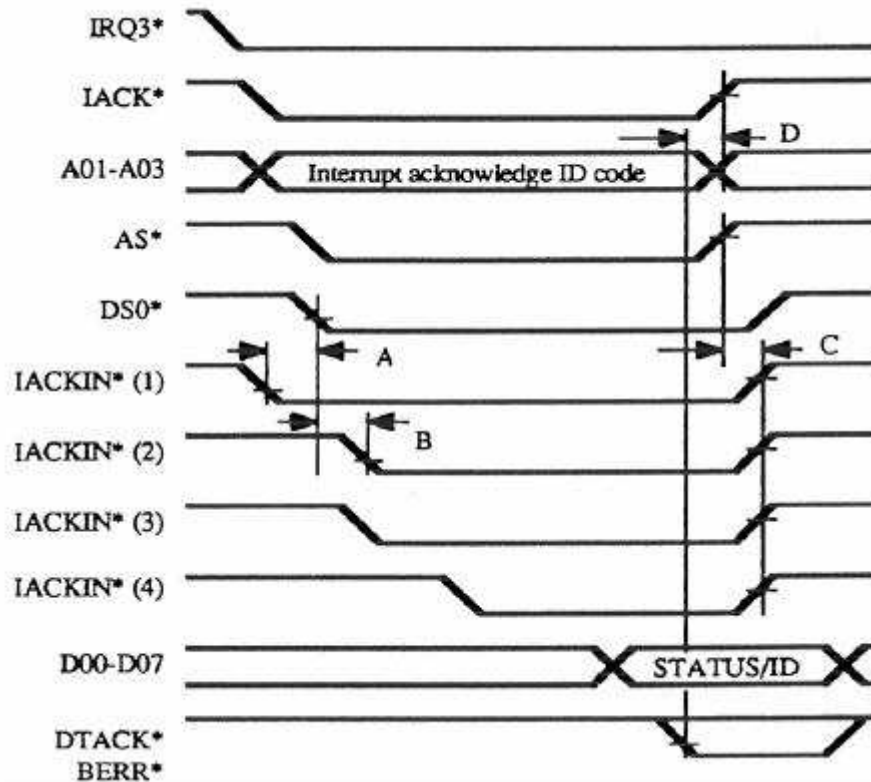 IRQ3*
IACK*
D
A01-A03 Interrupt acknowledge ID code
AS*
DS0*
A C
IACKIN* (1)
B
IACKIN* (2)
IACKIN* (3)
IACKIN* (4)
D00-D07 STATUS/ID
DTACK*
BERR*